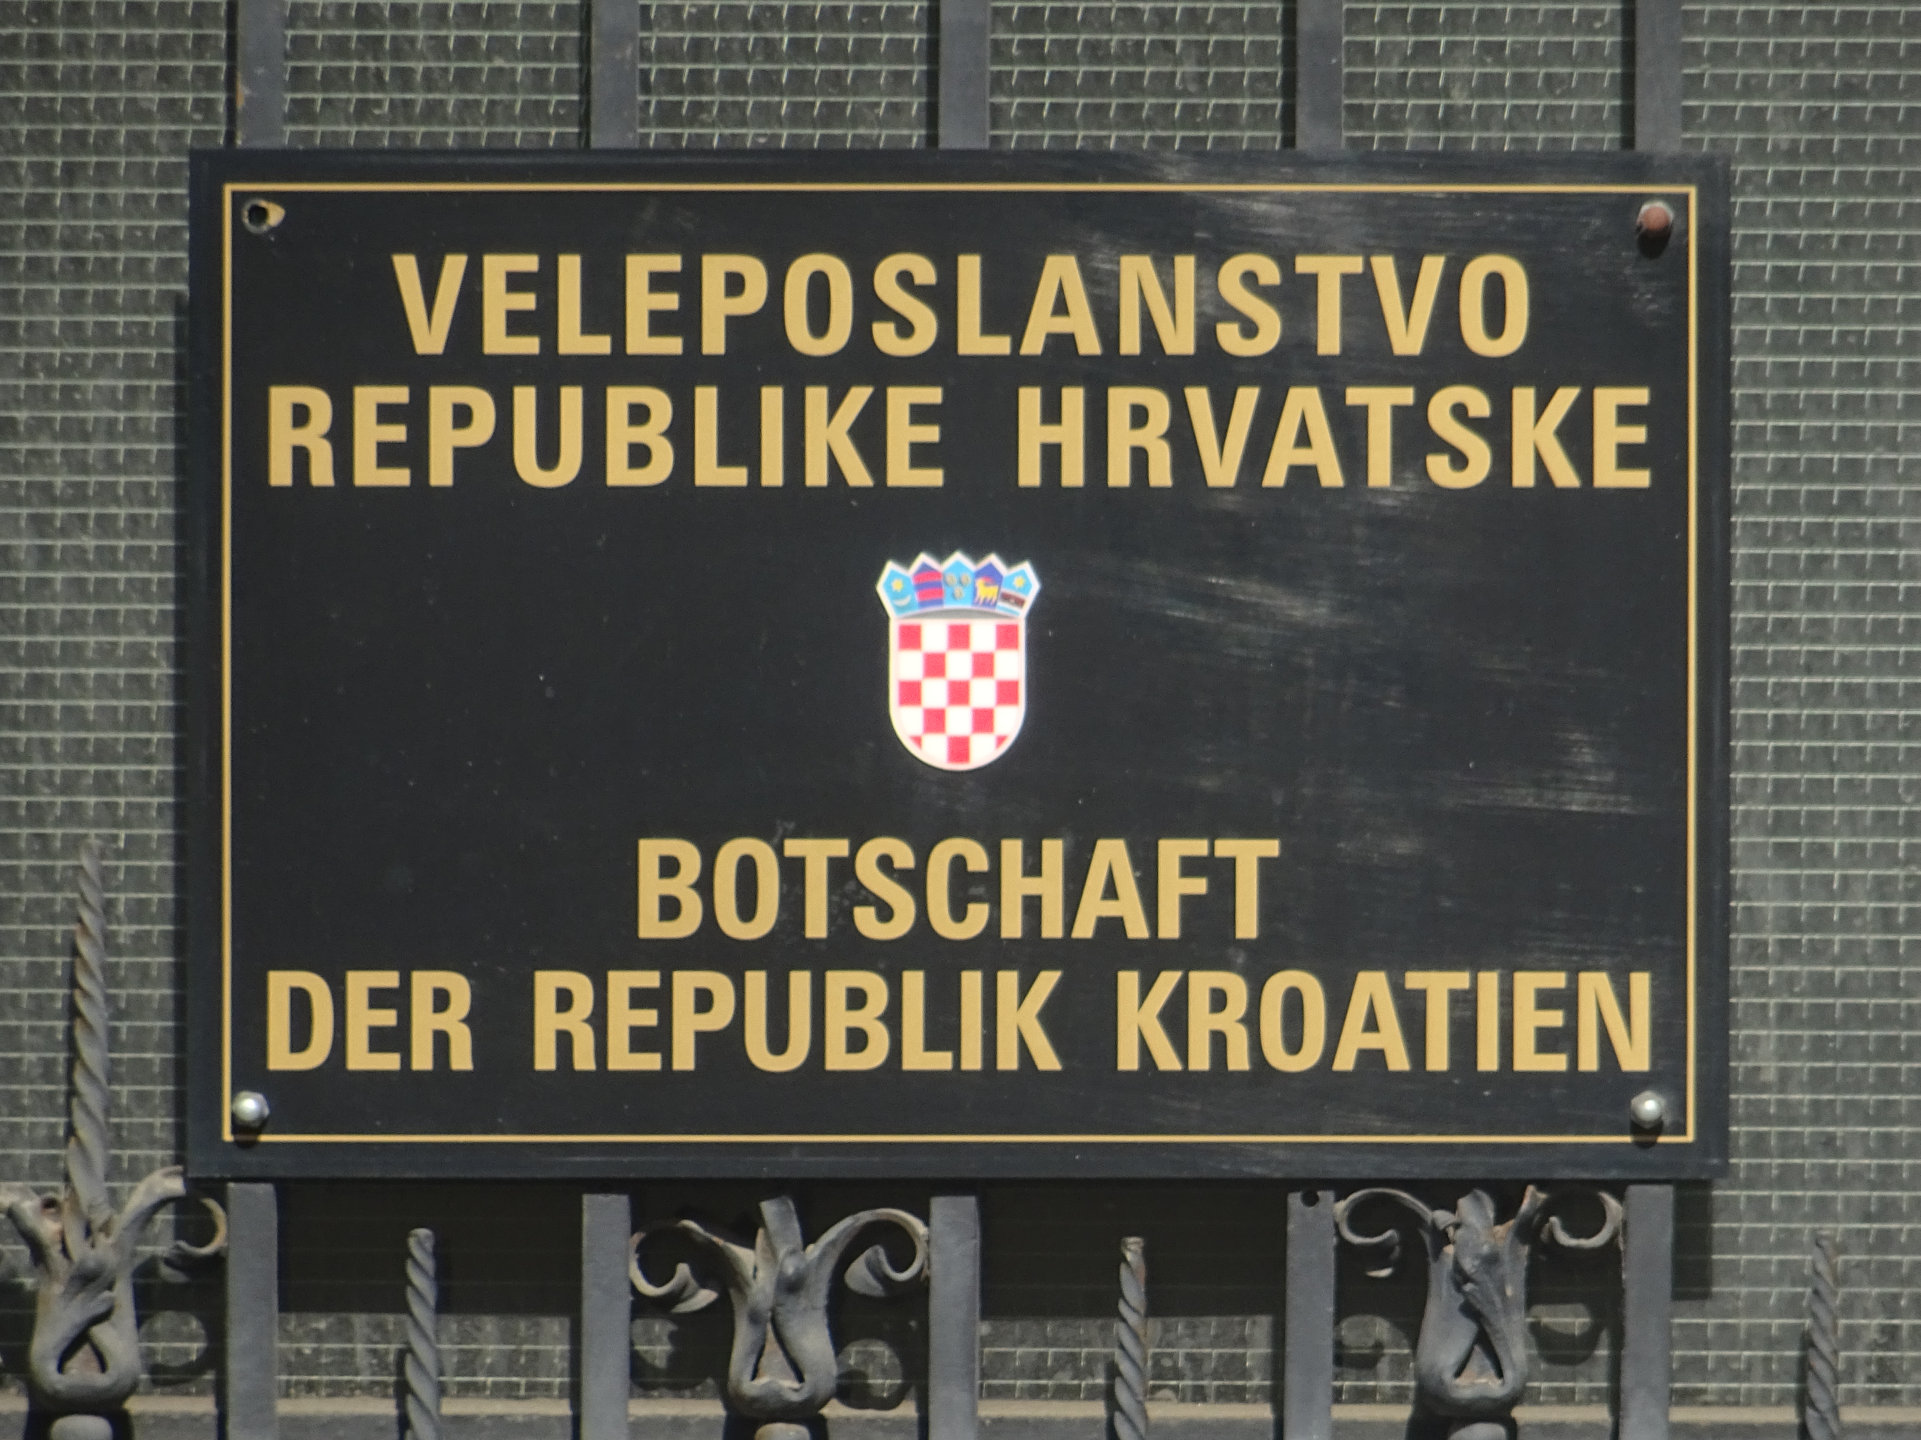 VELEPOSLANSTVO
REPUBLIKE HRVATSKE
BOTSCHAFT
DER REPUBLIK KROATIEN